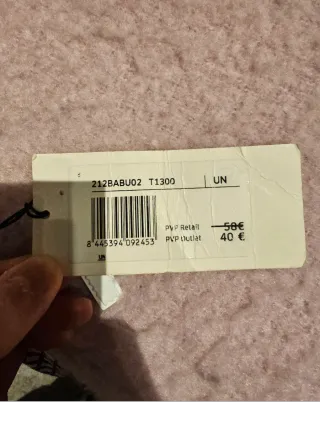 212BABU02 T1300 UN
PVP Retail 58€
PVP Outlet 40 €
8 445394 092453